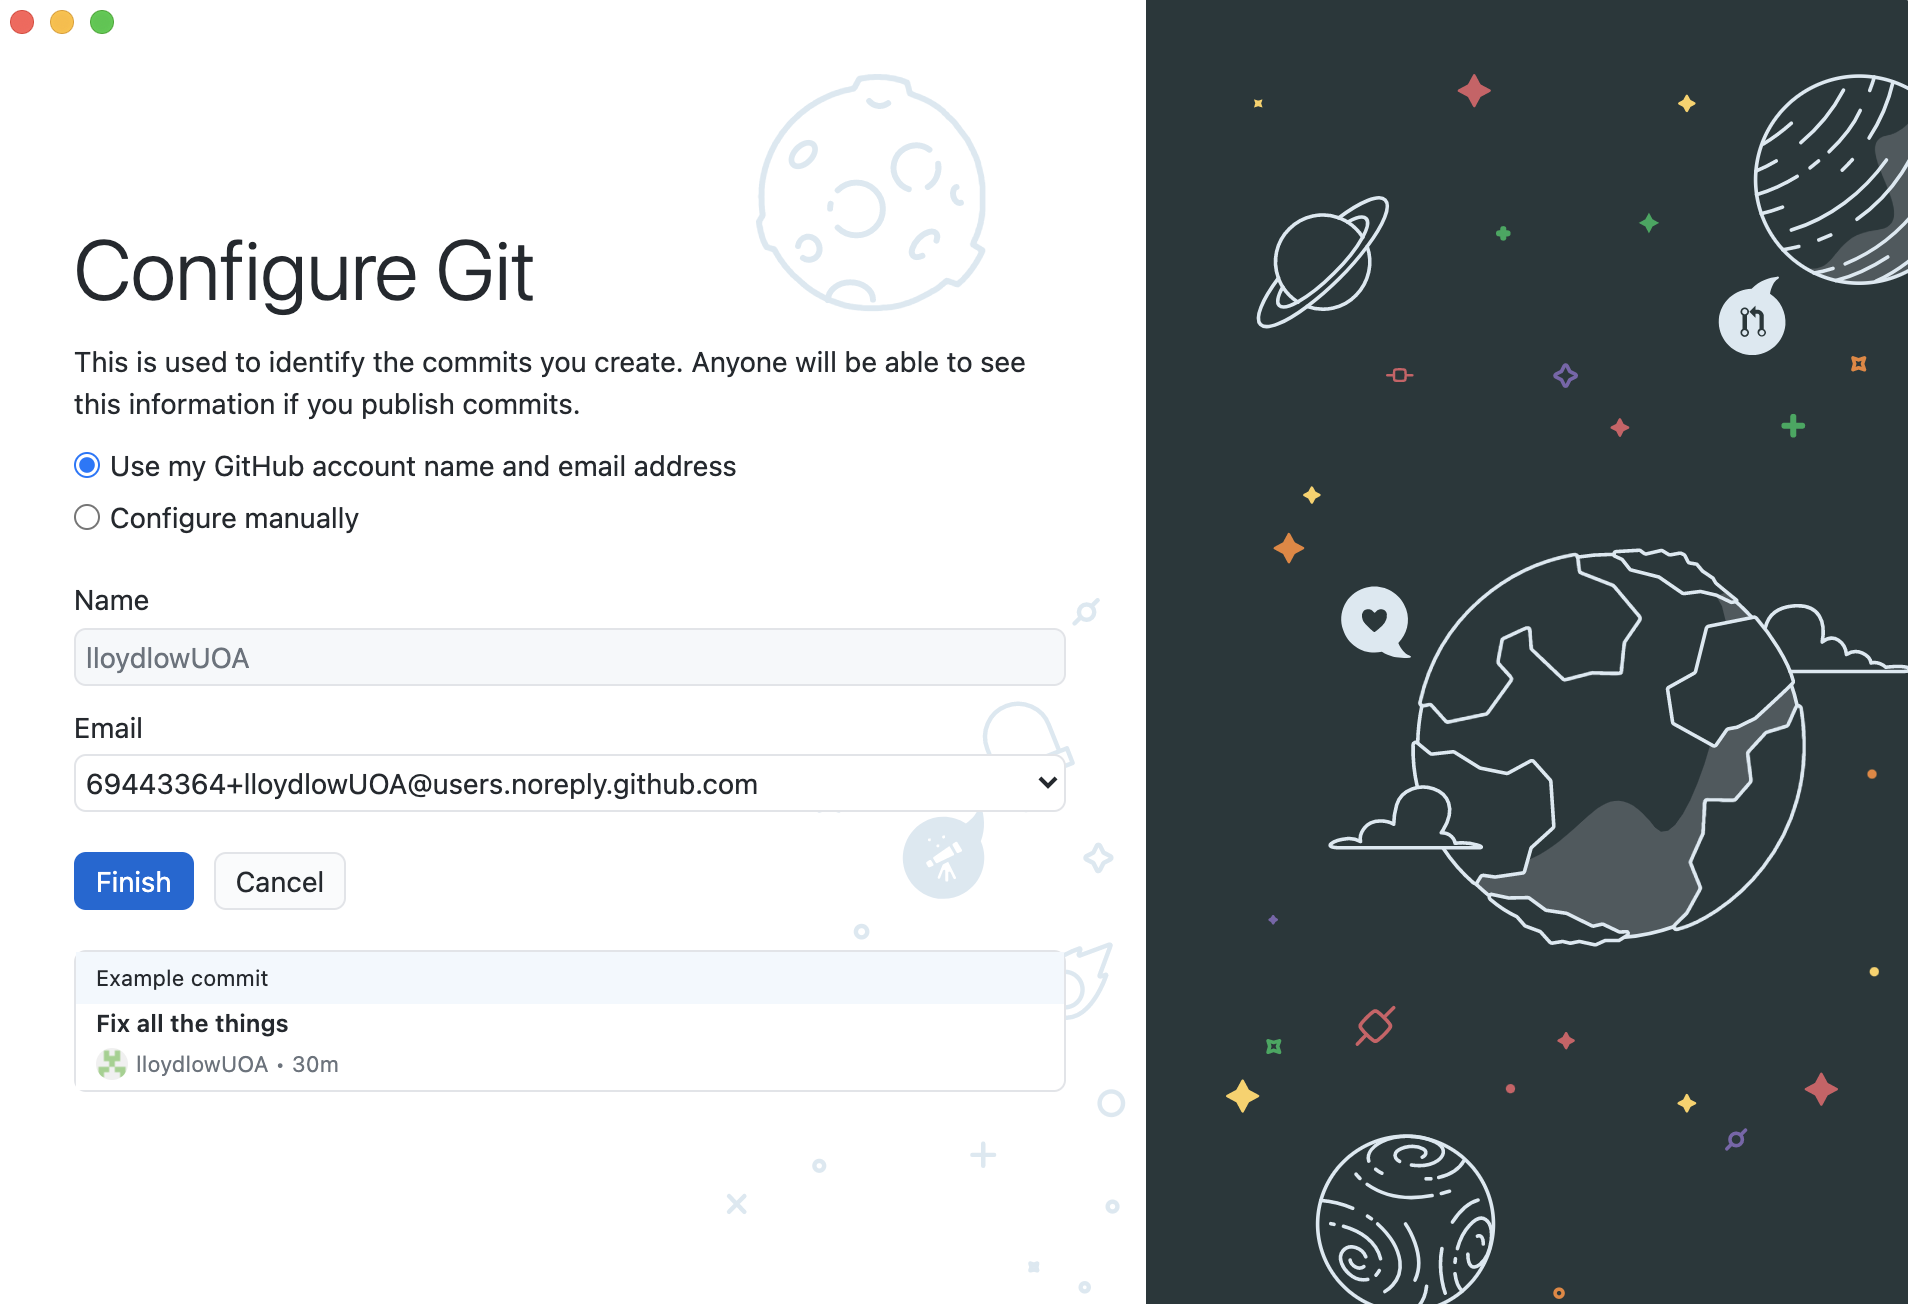 Configure Git
This is used to identify the commits you create. Anyone will be able to see
this information if you publish commits.
Use my GitHub account name and email address
Configure manually
Name
lloydlowUOA
Email
69443364+lloydlowUOA@users.noreply.github.com
Finish Cancel
Example commit
Fix all the things
lloydlowUOA • 30m